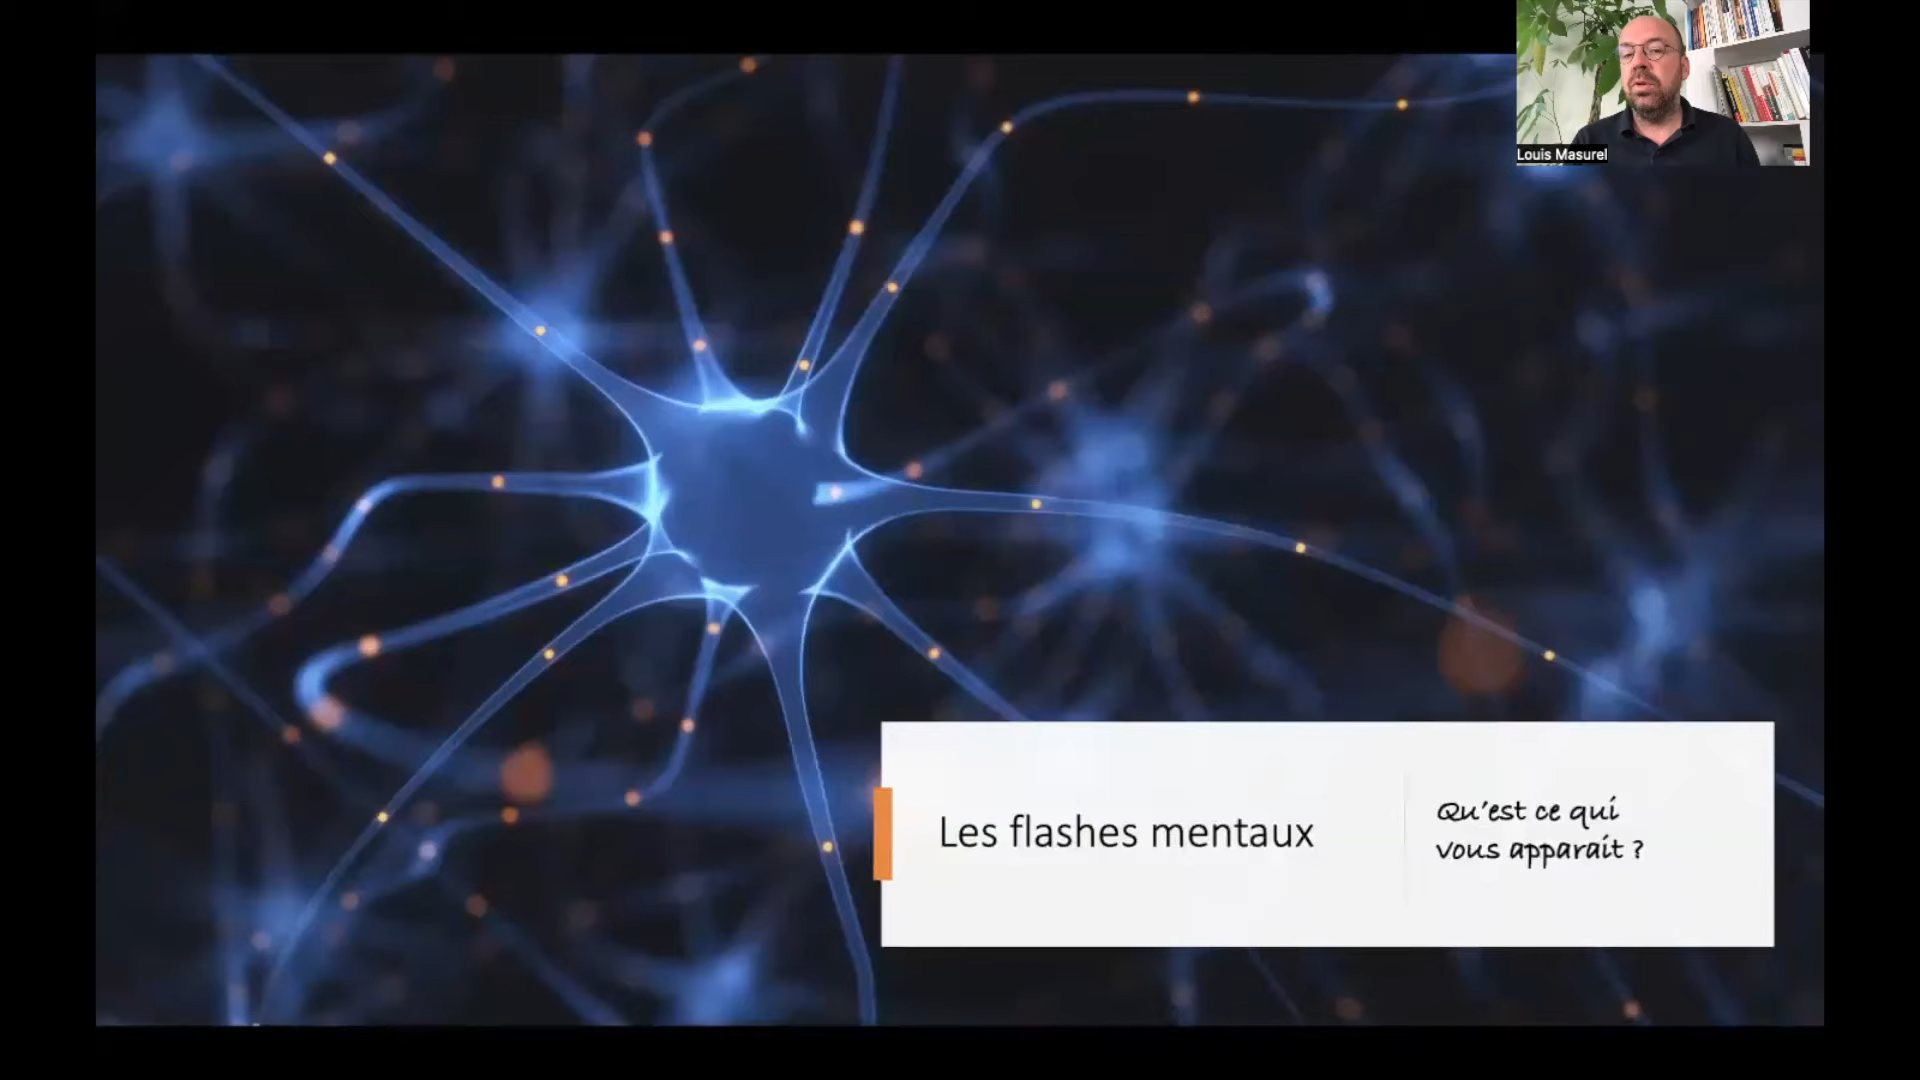 Louis Masurel
Les flashes mentaux
Qu'est ce qui
vous apparait ?